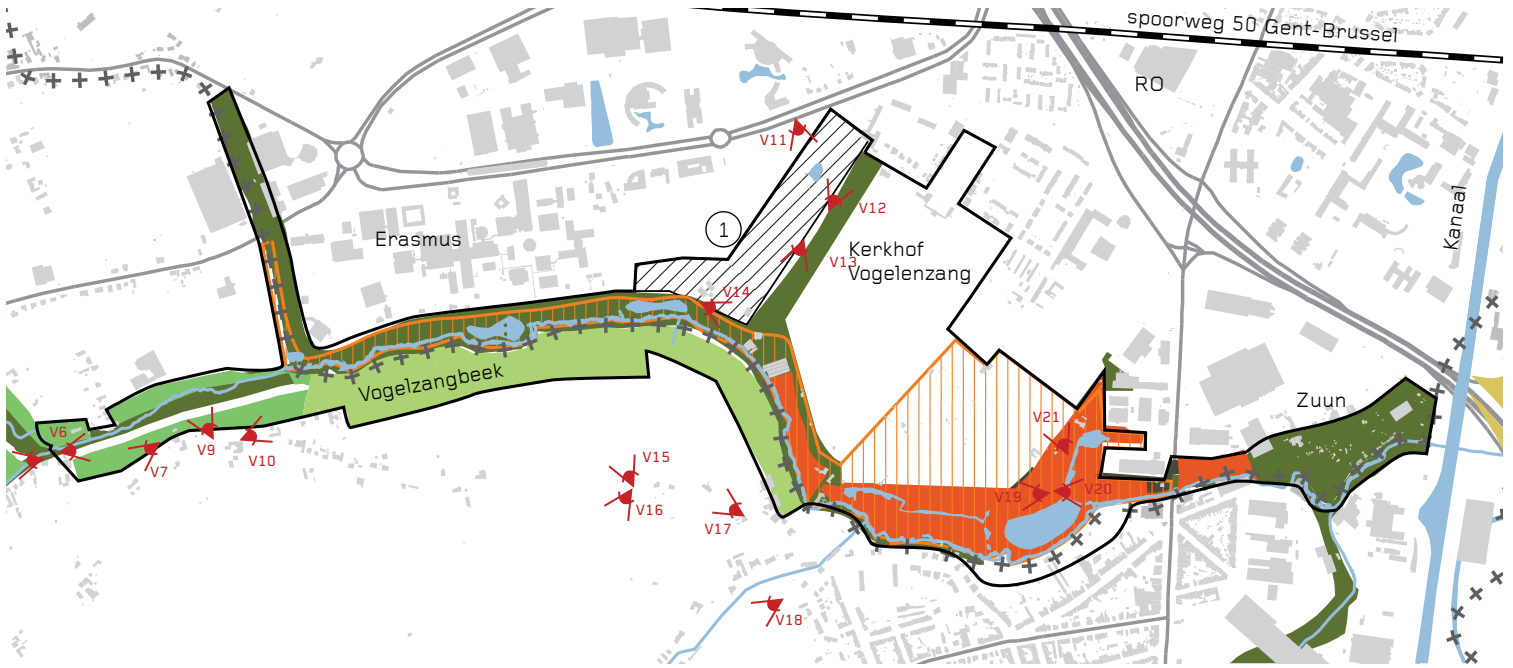 spoorweg 50 Gent-Brussel
RO
V11
V12
1
Erasmus
Kerkhof
Vogelenzang
V13
Kanaal
V14
Vogelzangbeek
Zuun
V6
V7
V9
V10
V21
V15
V16
V17
V19
V20
V18